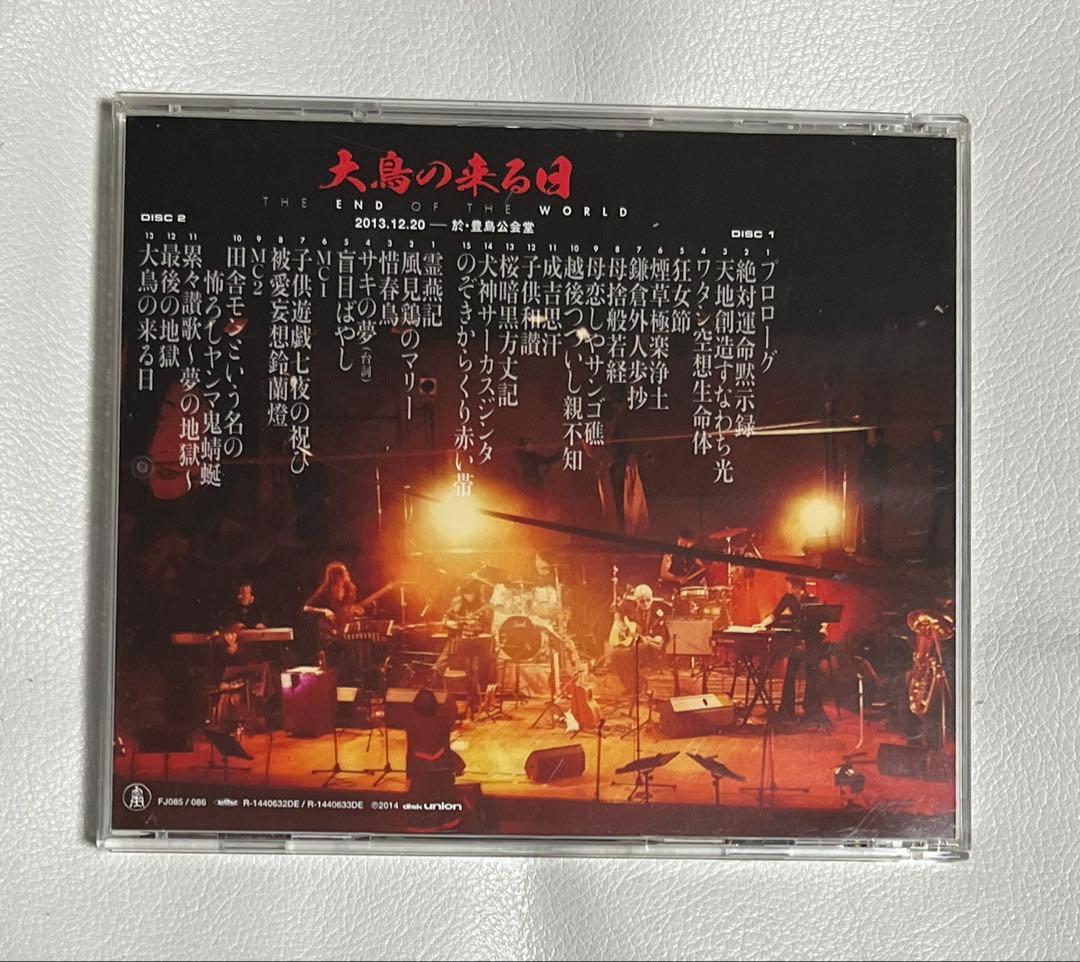 大鳥の来る日
THE END OF THE WORLD
2013.12.20 — 於・豊島公会堂
DISC 1
1 プロローグ
2 絶対運命黙示録
3 天地創造すなわち光
4 ワタシ空想生命体
5 狂女節
6 煙草極楽浄土
7 鎌倉外人歩抄
8 母捨般若経
9 母恋しやサンゴ礁
10 越後つついし親不知
11 成吉思汗
12 子供和讃
13 桜暗黒方丈記
14 犬神サーカスジンタ
15 のぞきからくり赤い帯
DISC 2
1 霊燕記
2 風見鶏のマリー
3 惜春鳥
4 サキの夢(台詞)
5 盲目ばやし
6 MC1
7 子供遊戯七夜の祝ひ
8 被愛妄想鈴蘭燈
9 MC2
10 田舎モンスという名の
怖ろしヤンマ鬼蜻蜒
11 累々讃歌〜夢の地獄〜
12 最後の地獄
13 大鳥の来る日
FJ085 / 086 R-1440632DE / R-1440633DE ℗2014 disk union